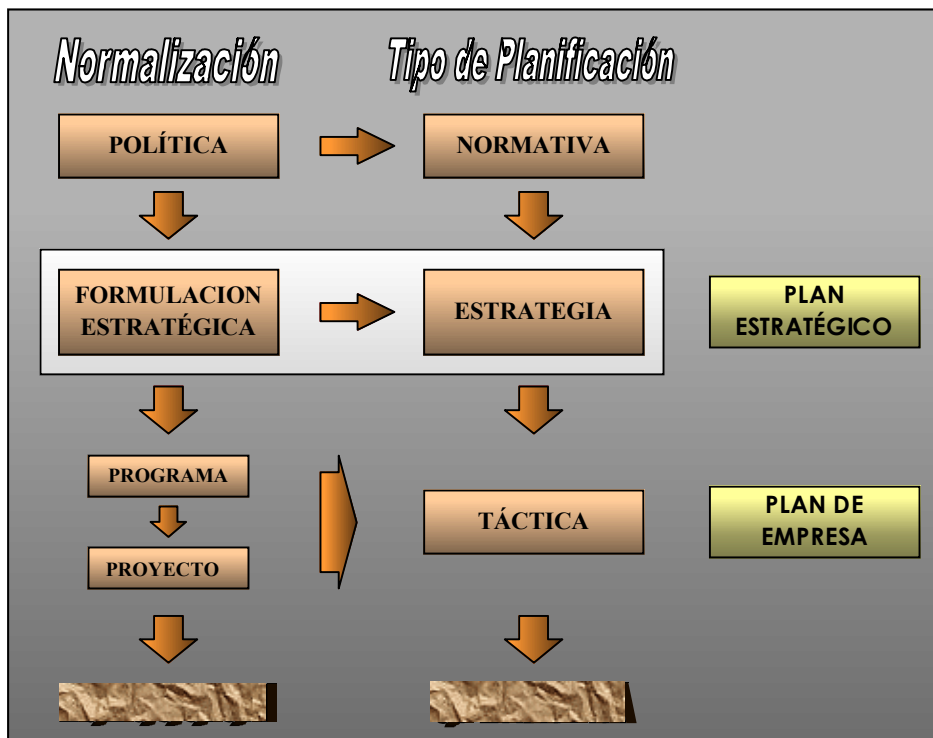 Normalización
Tipo de Planificación
POLÍTICA
NORMATIVA
FORMULACION
ESTRATÉGICA
ESTRATEGIA
PLAN
ESTRATÉGICO
PROGRAMA
PROYECTO
TÁCTICA
PLAN DE
EMPRESA